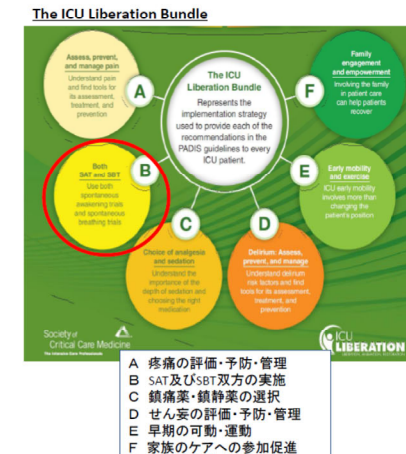 The ICU Liberation Bundle
Assess, prevent,
and manage pain
Understand pain
and find tools for
its assessment,
treatment, and
prevention
A
The ICU
Liberation Bundle
Represents the
implementation strategy
used to provide each of the
recommendations in the
PADIS guidelines to every
ICU patient.
F
Family
engagement
and empowerment
Involving the family
in patient care
can help patients
recover
Both
SAT and SBT
Use both
spontaneous
awakening trials
and spontaneous
breathing trials
B
E
Early mobility
and exercise
ICU early mobility
involves more than
changing the
patient's position
C
Choice of analgesia
and sedation
Understand the
importance of the
depth of sedation and
choosing the right
medication
D
Delirium: Assess,
prevent, and manage
Understand delirium
risk factors and find
tools for its assessment,
treatment, and
prevention
Society of
Critical Care Medicine
The Intensive Care Professionals
ICU
LIBERATION
A 疼痛の評価・予防・管理
B SAT及びSBT双方の実施
C 鎮痛薬・鎮静薬の選択
D せん妄の評価・予防・管理
E 早期の可動・運動
F 家族のケアへの参加促進